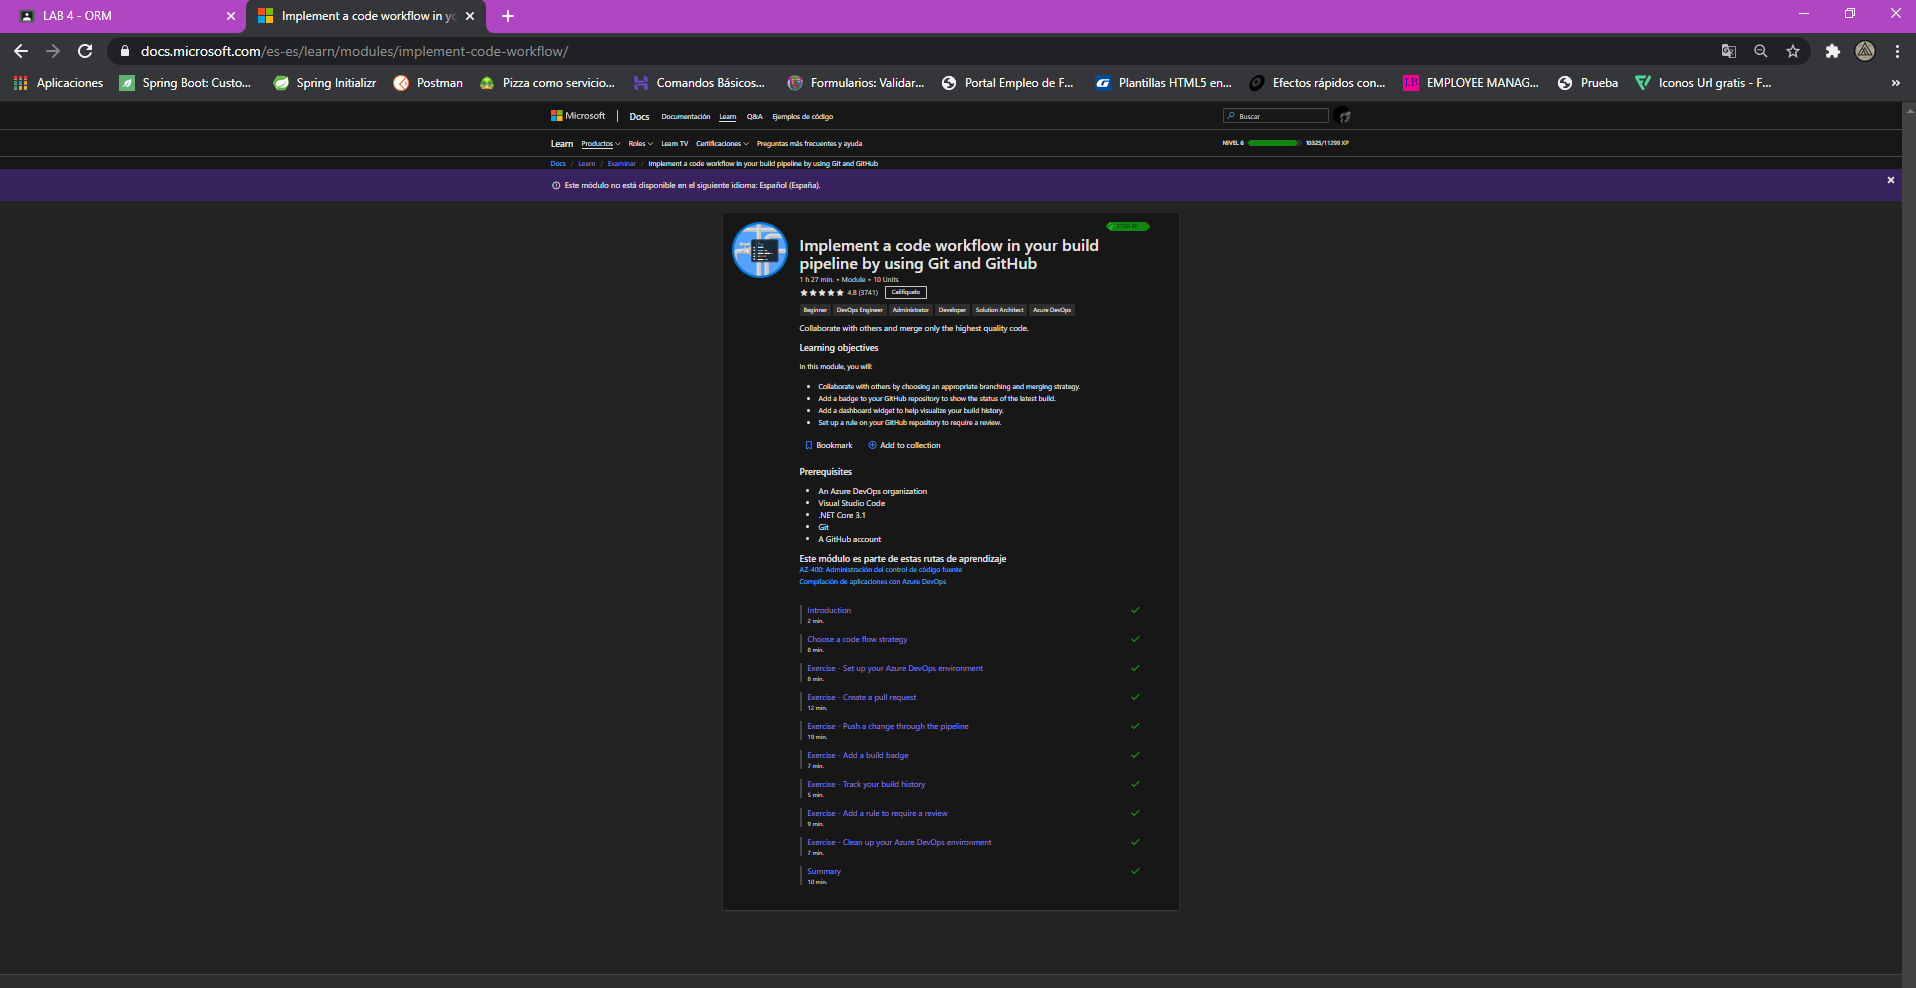 LAB 4 - ORM
Implement a code workflow in yo
docs.microsoft.com/es-es/learn/modules/implement-code-workflow/
Aplicaciones Spring Boot: Custo... Spring Initializr Postman Pizza como servicio... Comandos Básicos... Formularios: Validar... Portal Empleo de F... Plantillas HTML5 en... Efectos rápidos con... EMPLOYEE MANAG... Prueba Iconos Url gratis - F... »
Microsoft Docs Documentación Learn Q&A Ejemplos de código Buscar
Learn Productos Roles Learn TV Certificaciones Preguntas más frecuentes y ayuda NIVEL 6 10325/11299 XP
Docs / Learn / Examinar / Implement a code workflow in your build pipeline by using Git and GitHub
Este módulo no está disponible en el siguiente idioma: Español (España).
Implement a code workflow in your build
pipeline by using Git and GitHub
1 h 27 min. • Module • 10 Units
4.8 (3741) Califíquelo
Beginner DevOps Engineer Administrator Developer Solution Architect Azure DevOps
Collaborate with others and merge only the highest quality code.
Learning objectives
In this module, you will:
• Collaborate with others by choosing an appropriate branching and merging strategy.
• Add a badge to your GitHub repository to show the status of the latest build.
• Add a dashboard widget to help visualize your build history.
• Set up a rule on your GitHub repository to require a review.
Bookmark Add to collection
Prerequisites
• An Azure DevOps organization
• Visual Studio Code
• .NET Core 3.1
• Git
• A GitHub account
Este módulo es parte de estas rutas de aprendizaje
AZ-400: Administración del control de código fuente
Compilación de aplicaciones con Azure DevOps
Introduction
2 min.
Choose a code flow strategy
8 min.
Exercise - Set up your Azure DevOps environment
8 min.
Exercise - Create a pull request
12 min.
Exercise - Push a change through the pipeline
19 min.
Exercise - Add a build badge
7 min.
Exercise - Track your build history
5 min.
Exercise - Add a rule to require a review
9 min.
Exercise - Clean up your Azure DevOps environment
7 min.
Summary
10 min.